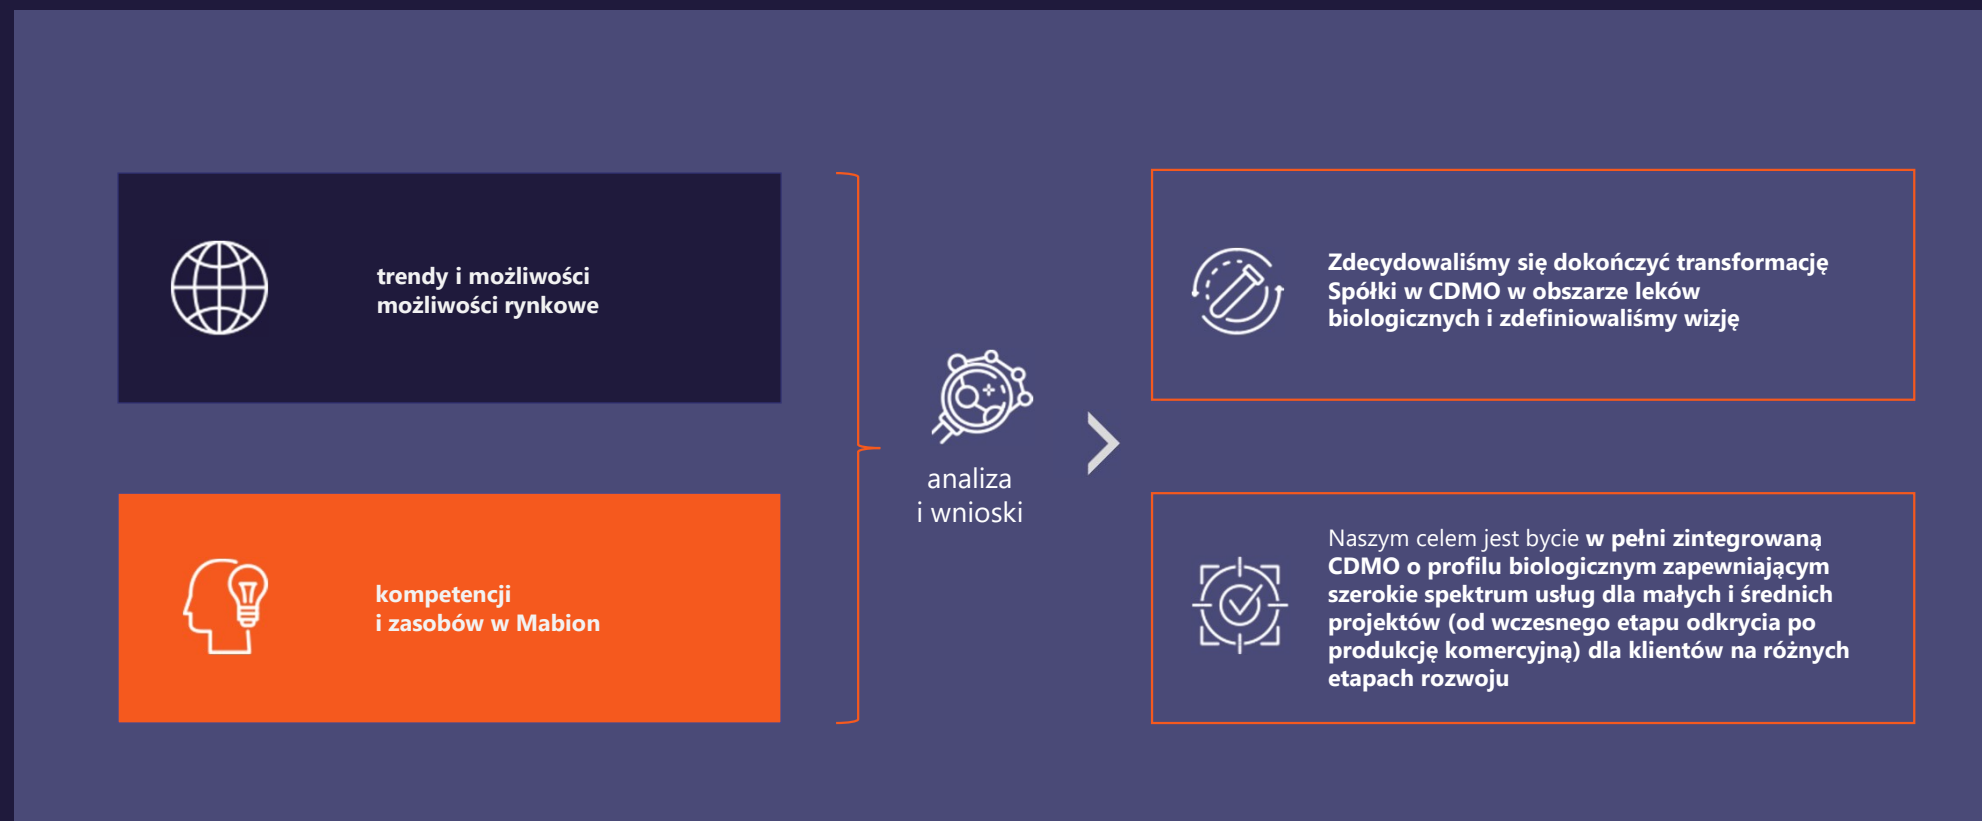 trendy i możliwości
możliwości rynkowe
kompetencji
i zasobów w Mabion
analiza
i wnioski
Zdecydowaliśmy się dokończyć transformację
Spółki w CDMO w obszarze leków
biologicznych i zdefiniowaliśmy wizję
Naszym celem jest bycie w pełni zintegrowaną
CDMO o profilu biologicznym zapewniającym
szerokie spektrum usług dla małych i średnich
projektów (od wczesnego etapu odkrycia po
produkcję komercyjną) dla klientów na różnych
etapach rozwoju